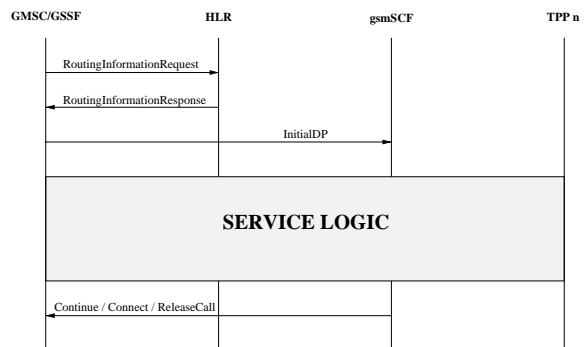 GMSC/GSSF HLR gsmSCF TPP n
RoutingInformationRequest
RoutingInformationResponse
InitialDP
SERVICE LOGIC
Continue / Connect / ReleaseCall